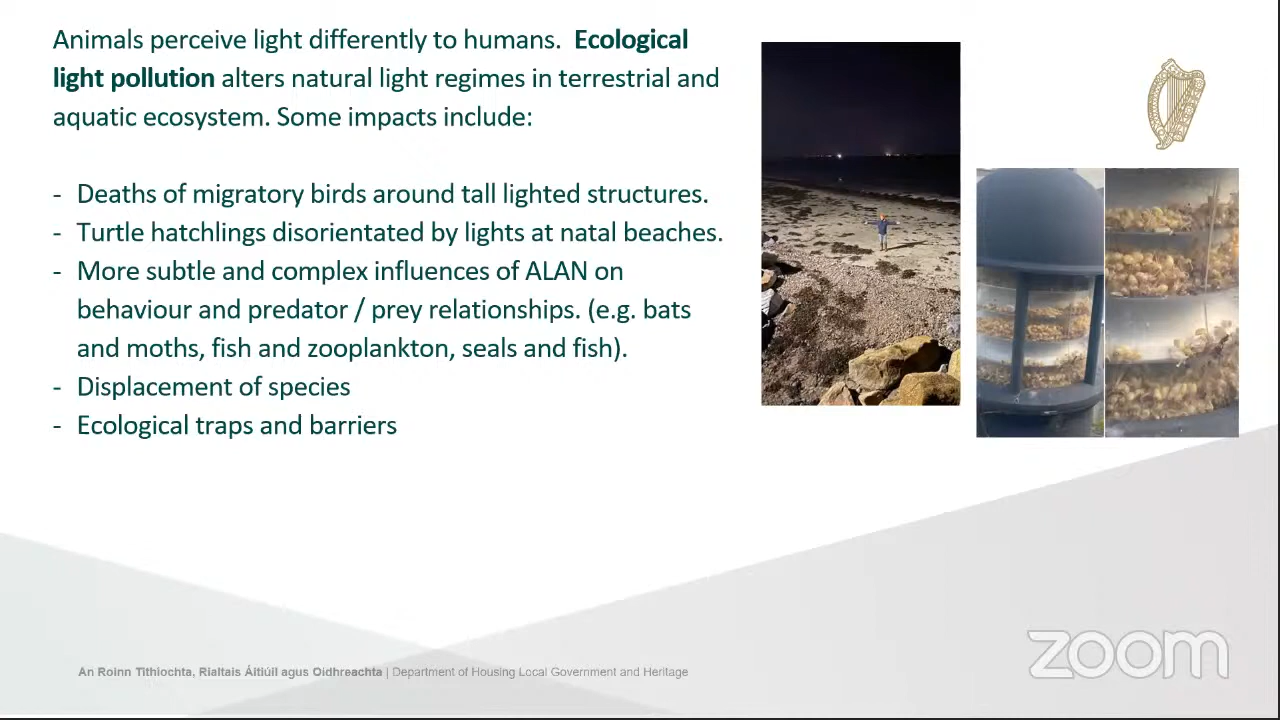 Animals perceive light differently to humans. Ecological
light pollution alters natural light regimes in terrestrial and
aquatic ecosystem. Some impacts include:
- Deaths of migratory birds around tall lighted structures.
- Turtle hatchlings disorientated by lights at natal beaches.
- More subtle and complex influences of ALAN on
behaviour and predator / prey relationships. (e.g. bats
and moths, fish and zooplankton, seals and fish).
- Displacement of species
- Ecological traps and barriers
An Roinn Tithíochta, Rialtais Áitiúil agus Oidhreachta | Department of Housing Local Government and Heritage
zoom